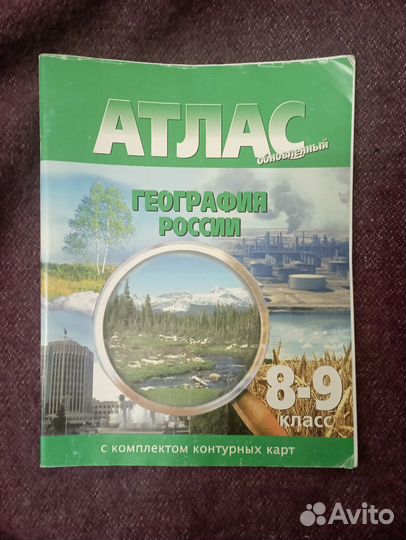 АТЛАС
обновленный
ГЕОГРАФИЯ
РОССИИ
8-9
класс
с комплектом контурных карт
Avito